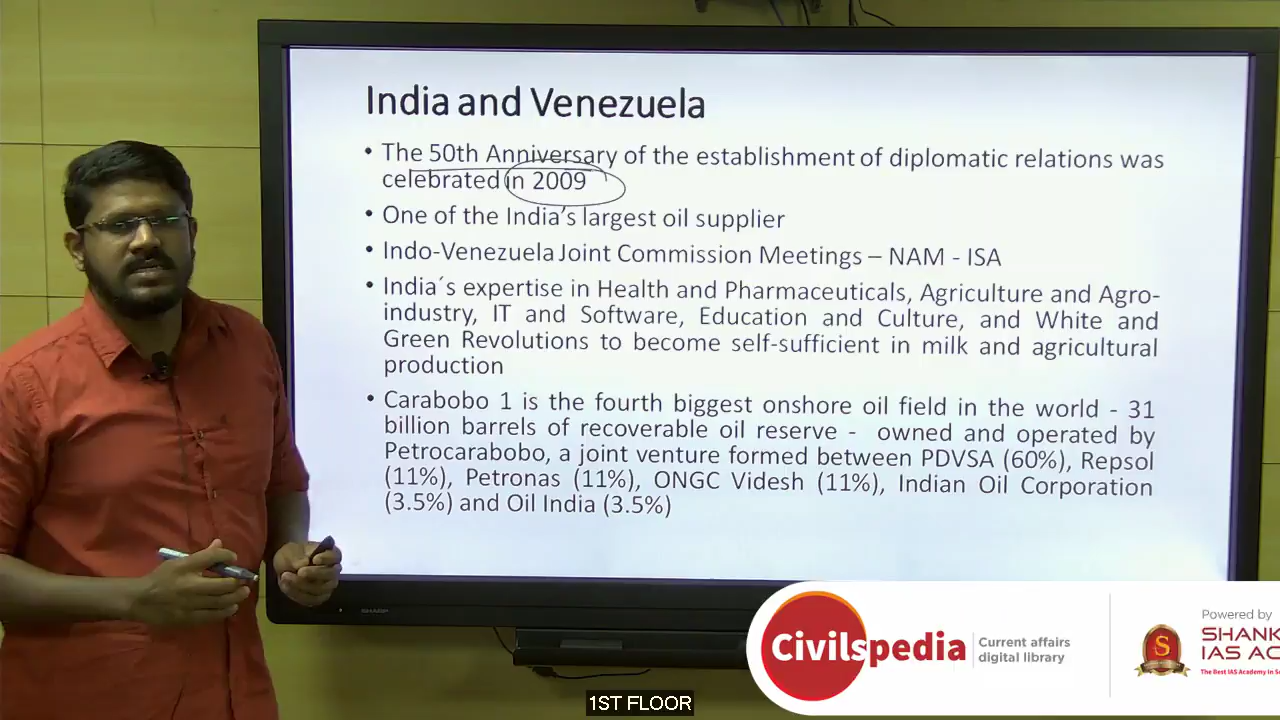 India and Venezuela
• The 50th Anniversary of the establishment of diplomatic relations was
celebrated in 2009
• One of the India's largest oil supplier
• Indo-Venezuela Joint Commission Meetings – NAM - ISA
• India´s expertise in Health and Pharmaceuticals, Agriculture and Agro-
industry, IT and Software, Education and Culture, and White and
Green Revolutions to become self-sufficient in milk and agricultural
production
• Carabobo 1 is the fourth biggest onshore oil field in the world - 31
billion barrels of recoverable oil reserve - owned and operated by
Petrocarabobo, a joint venture formed between PDVSA (60%), Repsol
(11%), Petronas (11%), ONGC Videsh (11%), Indian Oil Corporation
(3.5%) and Oil India (3.5%)
SHARP
Civilspedia
Current affairs
digital library
Powered by
S
SHANK
IAS AC
The Best IAS Academy in S
1ST FLOOR